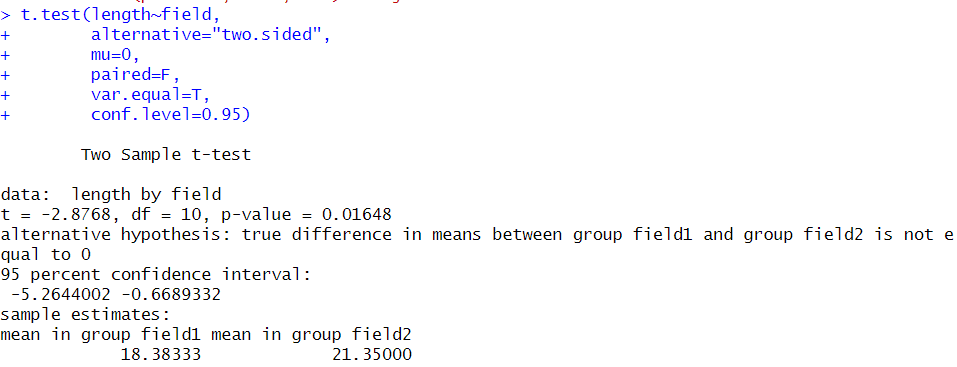 > t.test(length~field,
+        alternative="two.sided",
+        mu=0,
+        paired=F,
+        var.equal=T,
+        conf.level=0.95)
        Two Sample t-test
data:  length by field
t = -2.8768, df = 10, p-value = 0.01648
alternative hypothesis: true difference in means between group field1 and group field2 is not e
qual to 0
95 percent confidence interval:
 -5.2644002 -0.6689332
sample estimates:
mean in group field1 mean in group field2
            18.38333             21.35000